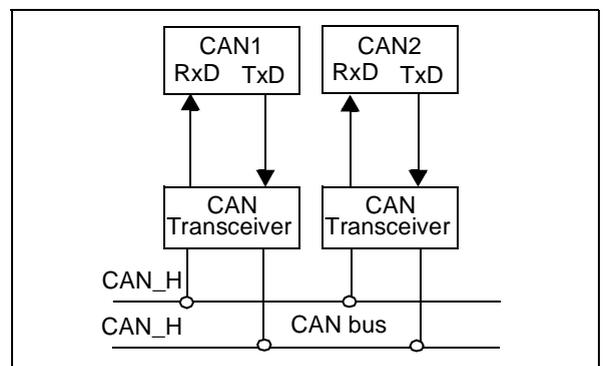 CAN1
RxD TxD
CAN2
RxD TxD
CAN
Transceiver
CAN
Transceiver
CAN_H
CAN_H
CAN bus